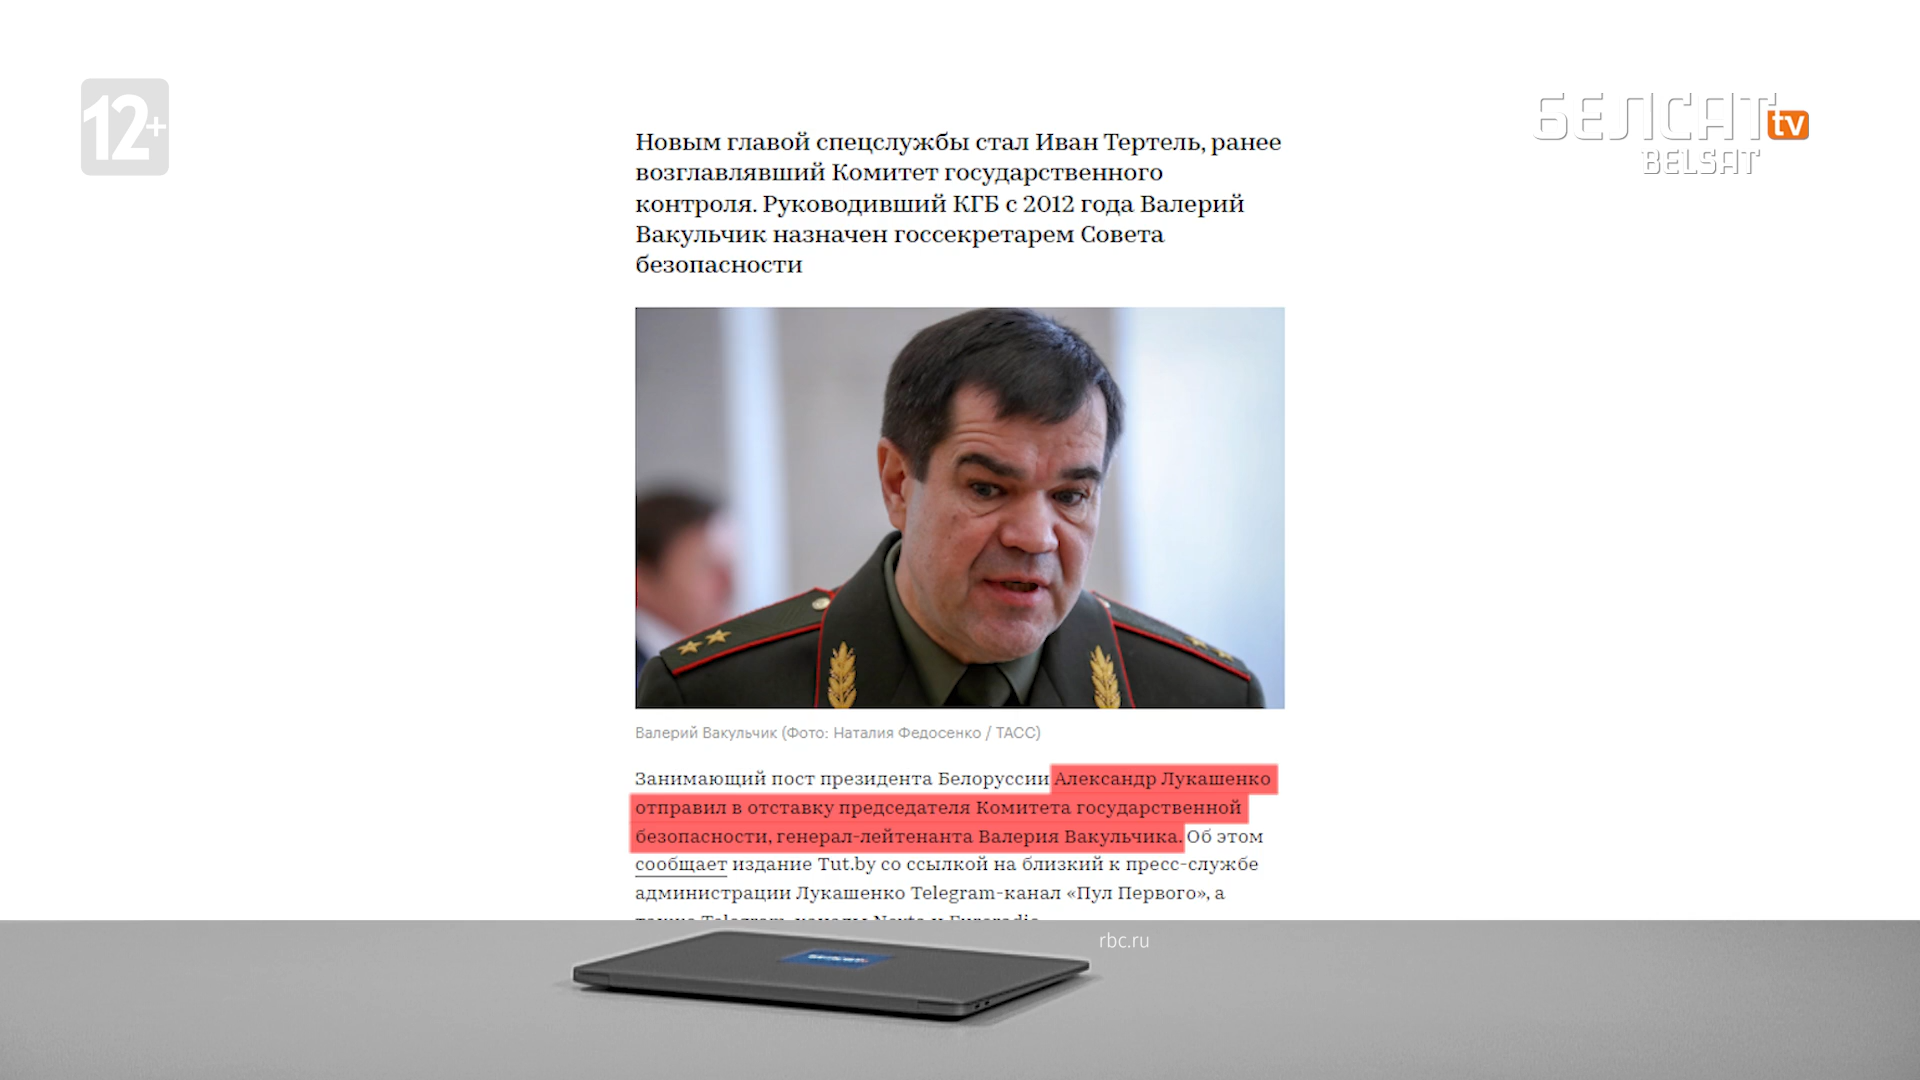 12+
БЕЛСАТ tv
BELSAT
Новым главой спецслужбы стал Иван Тертель, ранее
возглавлявший Комитет государственного
контроля. Руководивший КГБ с 2012 года Валерий
Вакульчик назначен госсекретарем Совета
безопасности
Валерий Вакульчик (Фото: Наталия Федосенко / ТАСС)
Занимающий пост президента Белоруссии Александр Лукашенко
отправил в отставку председателя Комитета государственной
безопасности, генерал-лейтенанта Валерия Вакульчика. Об этом
сообщает издание Tut.by со ссылкой на близкий к пресс-службе
администрации Лукашенко Telegram-канал «Пул Первого», а
rbc.ru